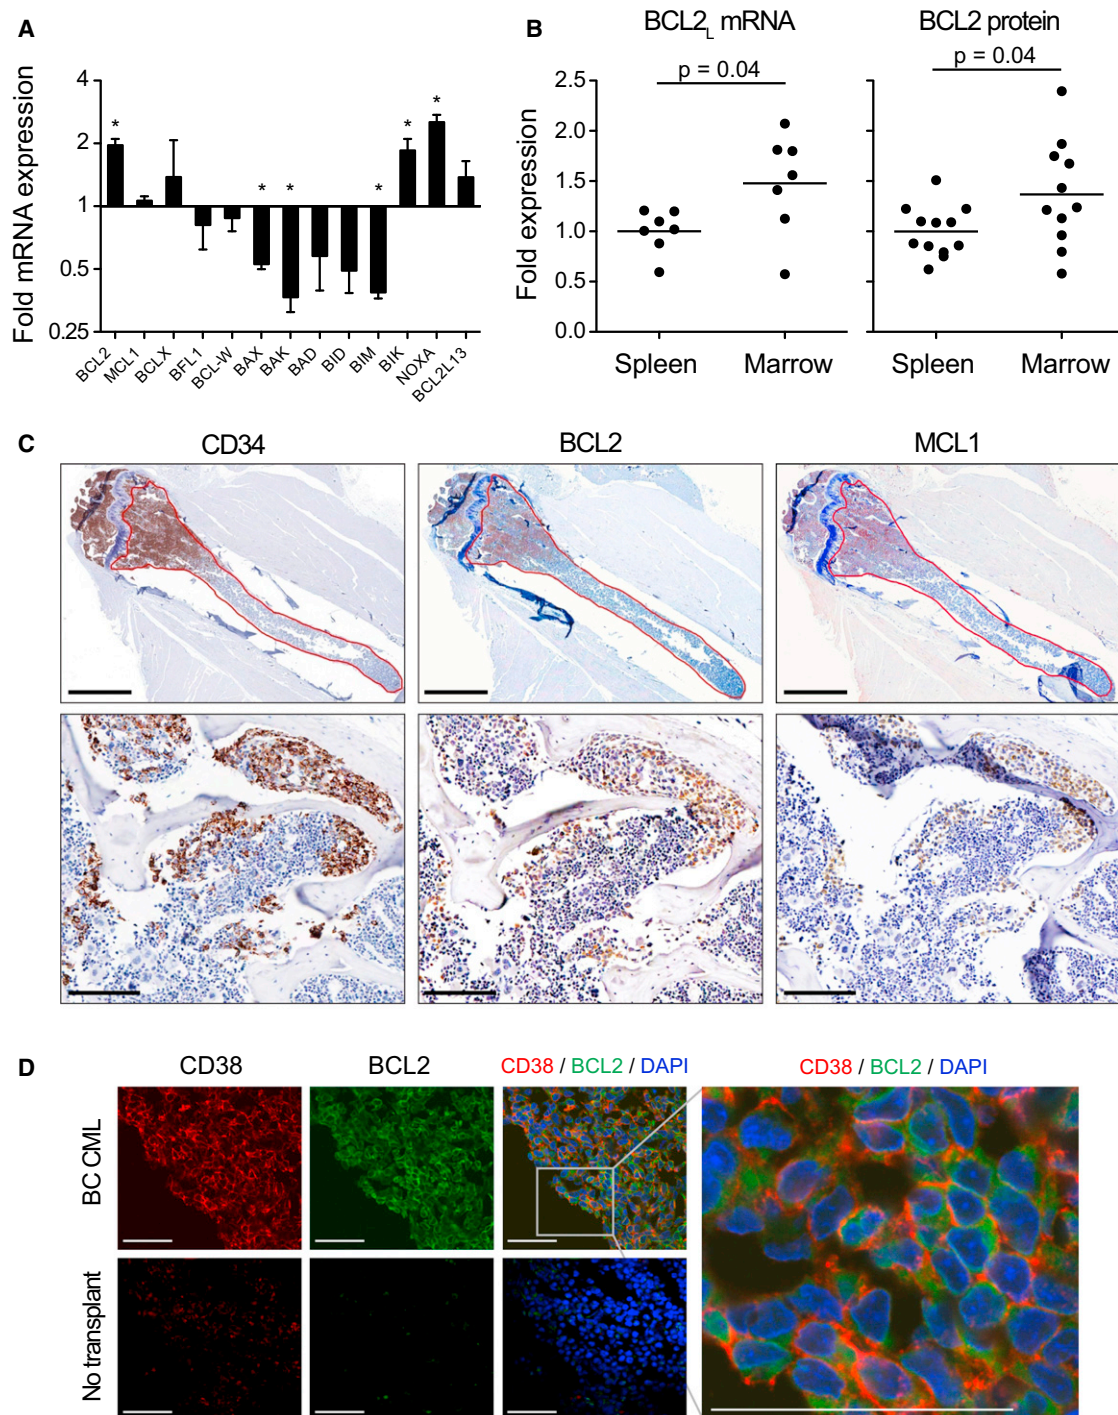 A
Fold mRNA expression
4
2
1
0.5
0.25
*
*
*
*
*
*
BCL2
MCL1
BCLX
BFL1
BCL-W
BAX
BAK
BAD
BID
BIM
BIK
NOXA
BCL2L13
B
BCL2L mRNA
BCL2 protein
p = 0.04
p = 0.04
Fold expression
2.5
2.0
1.5
1.0
0.5
0.0
Spleen
Marrow
Spleen
Marrow
C
CD34
BCL2
MCL1
D
CD38
BCL2
CD38 / BCL2 / DAPI
CD38 / BCL2 / DAPI
BC CML
No transplant